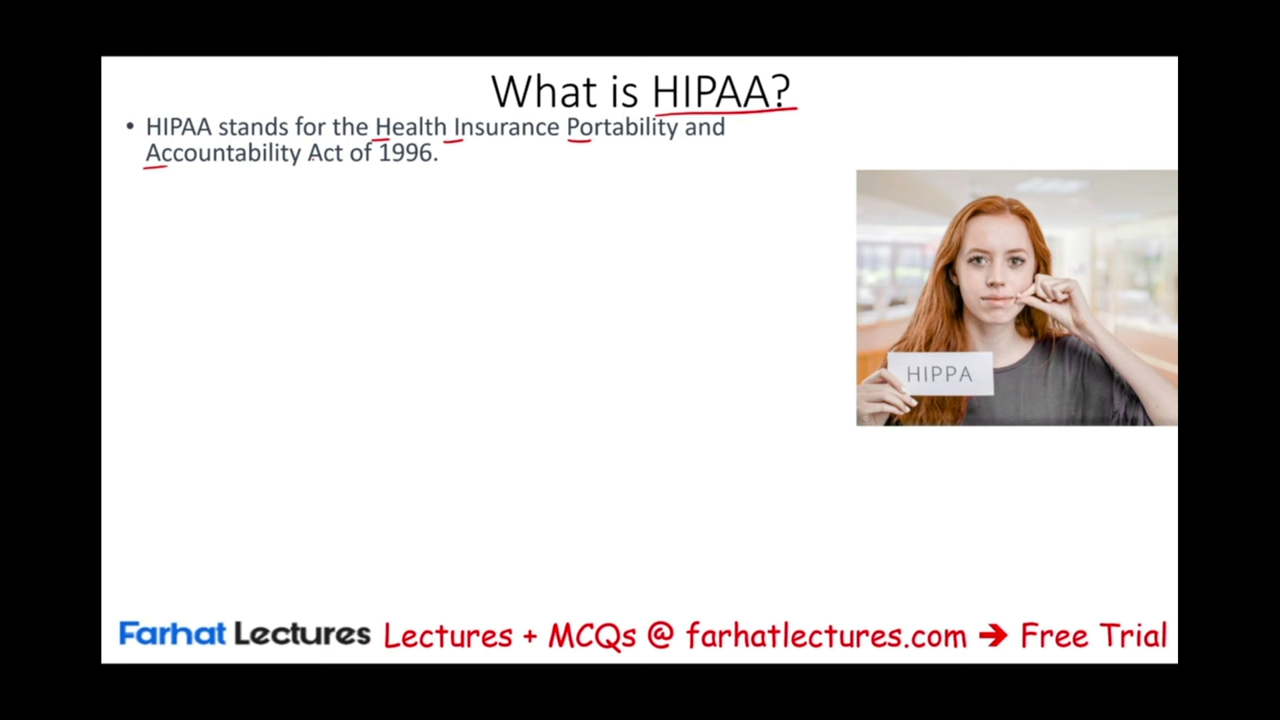 What is HIPAA?
• HIPAA stands for the Health Insurance Portability and
Accountability Act of 1996.
HIPPA
Farhat Lectures Lectures + MCQs @ farhatlectures.com ➔ Free Trial